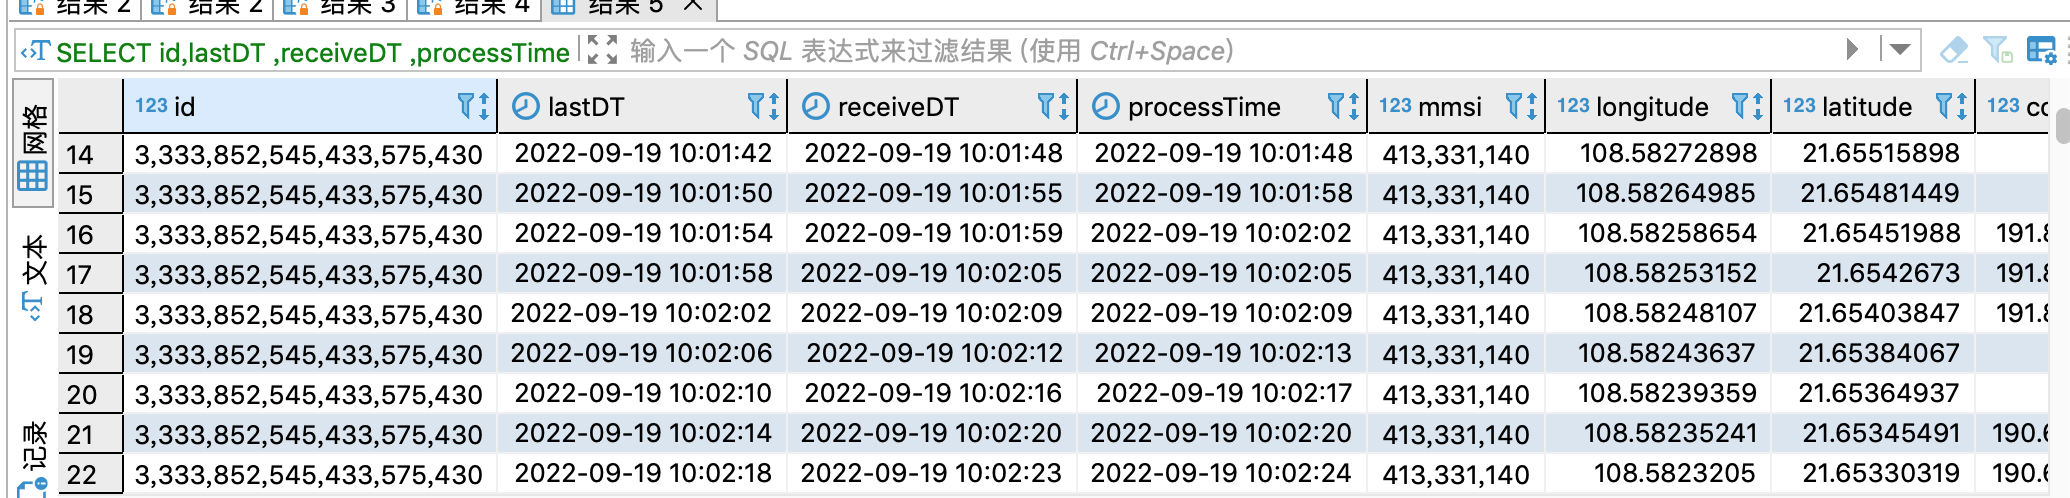 结果 2 结果 2 结果 3 结果 4 结果 5
SELECT id,lastDT ,receiveDT ,processTime 输入一个 SQL 表达式来过滤结果 (使用 Ctrl+Space)
网格
文本
记录
123 id lastDT receiveDT processTime 123 mmsi 123 longitude 123 latitude 123 co
14 3,333,852,545,433,575,430 2022-09-19 10:01:42 2022-09-19 10:01:48 2022-09-19 10:01:48 413,331,140 108.58272898 21.65515898
15 3,333,852,545,433,575,430 2022-09-19 10:01:50 2022-09-19 10:01:55 2022-09-19 10:01:58 413,331,140 108.58264985 21.65481449
16 3,333,852,545,433,575,430 2022-09-19 10:01:54 2022-09-19 10:01:59 2022-09-19 10:02:02 413,331,140 108.58258654 21.65451988 191.8
17 3,333,852,545,433,575,430 2022-09-19 10:01:58 2022-09-19 10:02:05 2022-09-19 10:02:05 413,331,140 108.58253152 21.6542673 191.8
18 3,333,852,545,433,575,430 2022-09-19 10:02:02 2022-09-19 10:02:09 2022-09-19 10:02:09 413,331,140 108.58248107 21.65403847 191.8
19 3,333,852,545,433,575,430 2022-09-19 10:02:06 2022-09-19 10:02:12 2022-09-19 10:02:13 413,331,140 108.58243637 21.65384067
20 3,333,852,545,433,575,430 2022-09-19 10:02:10 2022-09-19 10:02:16 2022-09-19 10:02:17 413,331,140 108.58239359 21.65364937
21 3,333,852,545,433,575,430 2022-09-19 10:02:14 2022-09-19 10:02:20 2022-09-19 10:02:20 413,331,140 108.58235241 21.65345491 190.6
22 3,333,852,545,433,575,430 2022-09-19 10:02:18 2022-09-19 10:02:23 2022-09-19 10:02:24 413,331,140 108.5823205 21.65330319 190.6